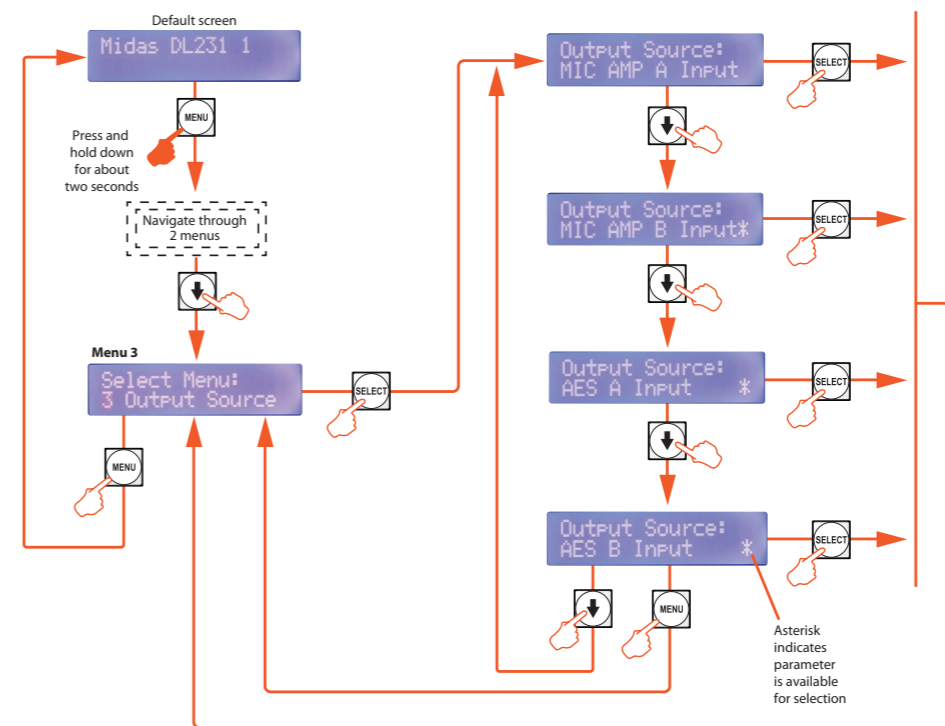 Default screen
Midas DL231 1
MENU
Press and
hold down
for about
two seconds
Navigate through
2 menus
Menu 3
Select Menu:
3 Output Source
SELECT
MENU
Output Source:
MIC AMP A Input
SELECT
Output Source:
MIC AMP B Input*
SELECT
Output Source:
AES A Input *
SELECT
Output Source:
AES B Input *
SELECT
MENU
Asterisk
indicates
parameter
is available
for selection